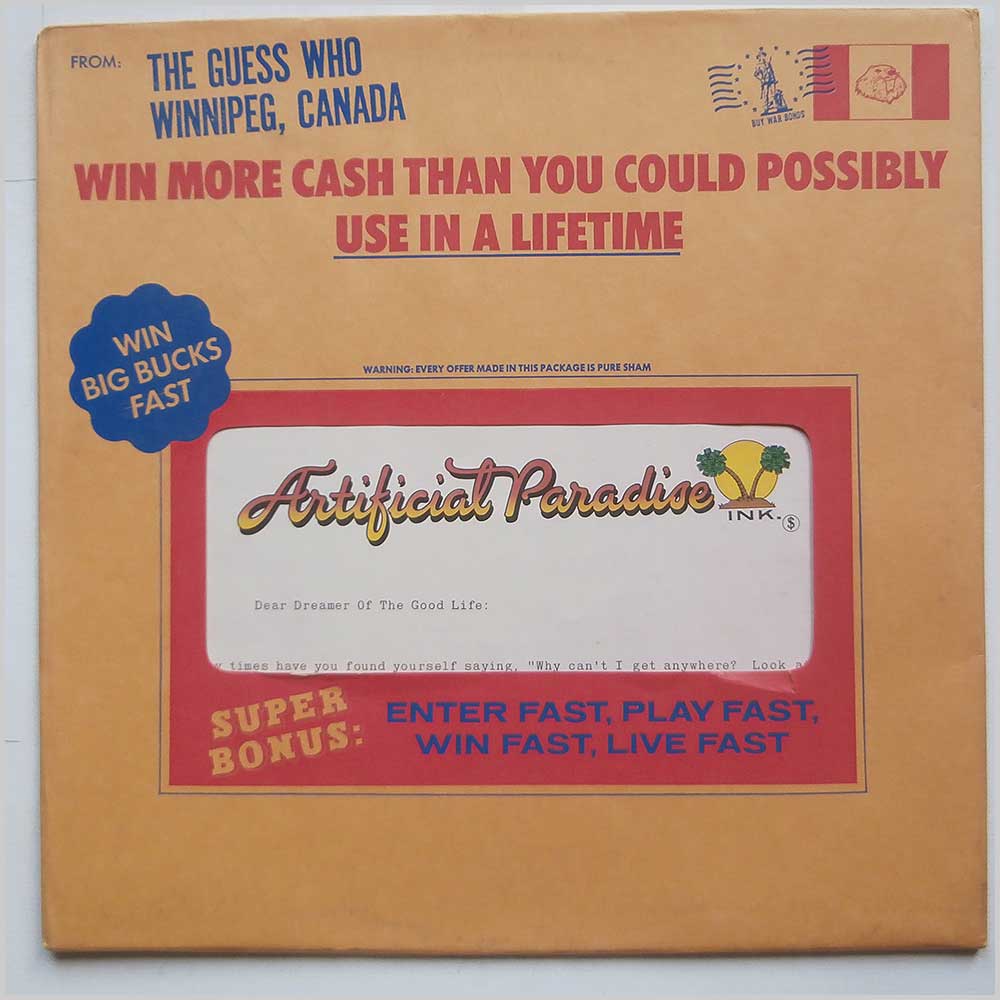 FROM:
THE GUESS WHO
WINNIPEG, CANADA
BUY WAR BONDS
WIN MORE CASH THAN YOU COULD POSSIBLY
USE IN A LIFETIME
WIN
BIG BUCKS
FAST
WARNING: EVERY OFFER MADE IN THIS PACKAGE IS PURE SHAM
Artificial Paradise
INK.
$
Dear Dreamer Of The Good Life:
times have you found yourself saying, "Why can't I get anywhere? Look
SUPER
BONUS:
ENTER FAST, PLAY FAST,
WIN FAST, LIVE FAST